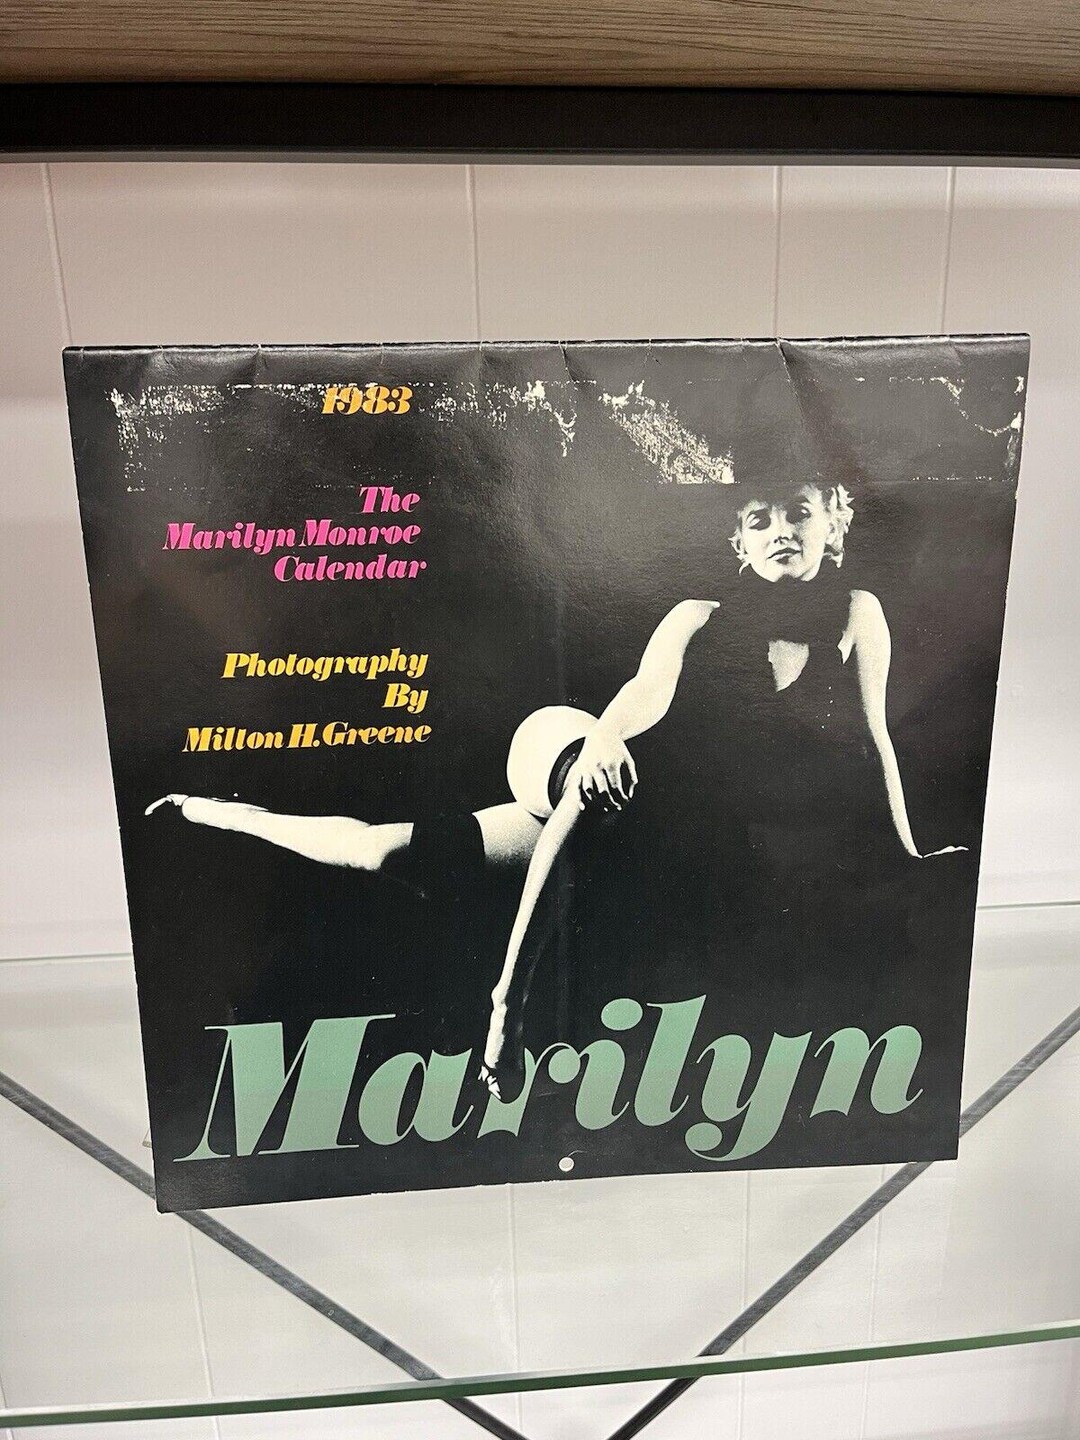 1983
The
Marilyn Monroe
Calendar
Photography
By
Milton H. Greene
Marilyn